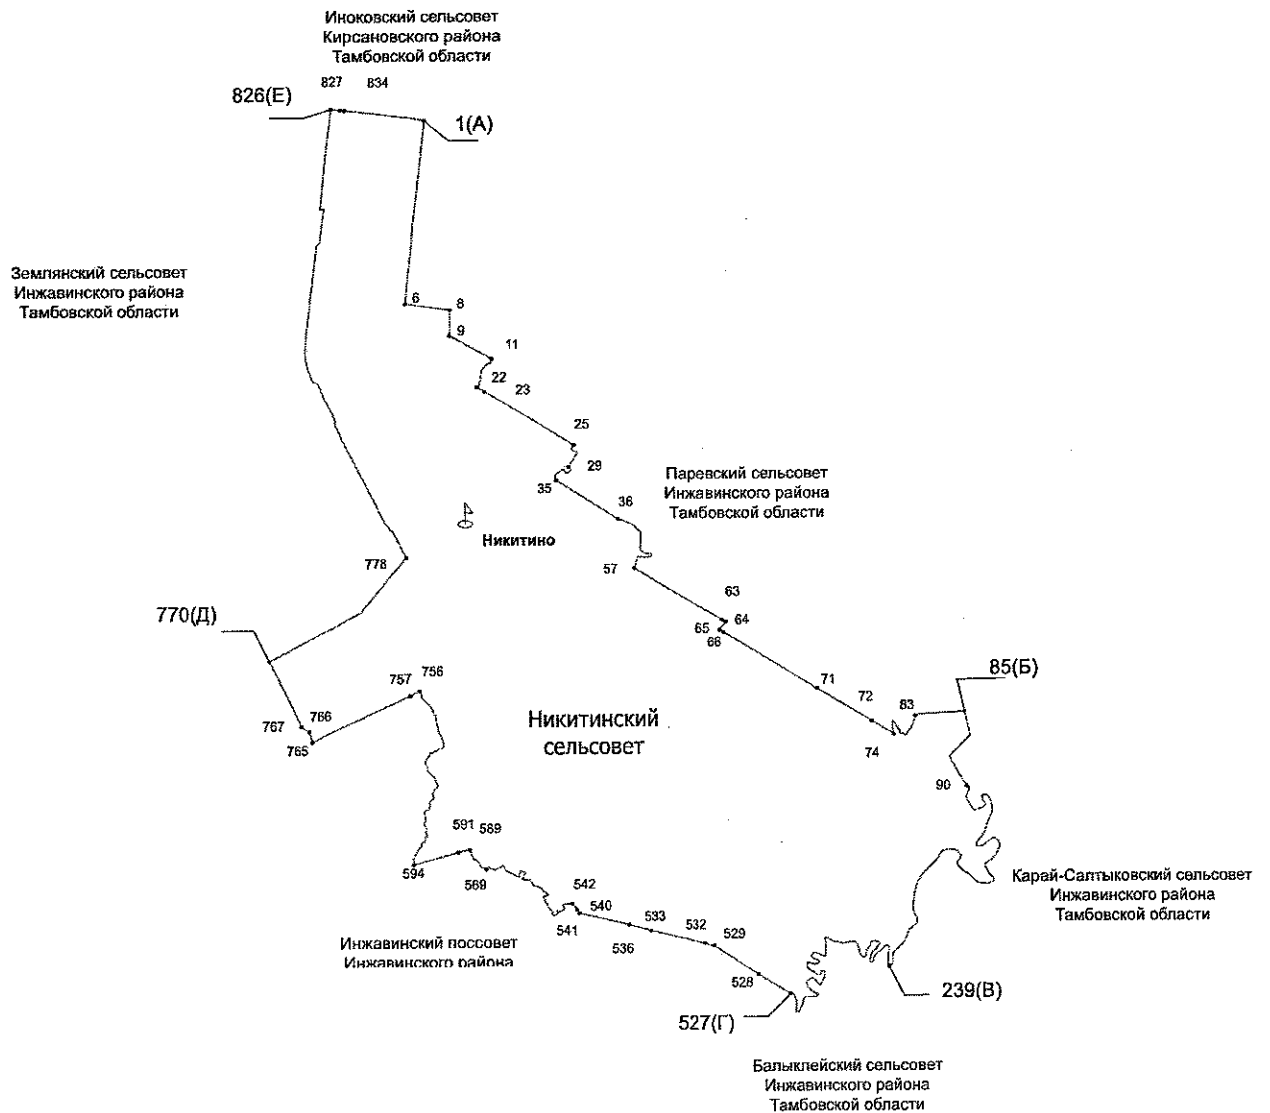 Иноковский сельсовет
Кирсановского района
Тамбовской области
827 834
826(Е)
1(А)
Землянский сельсовет
Инжавинского района
Тамбовской области
6
8
9
11
22
23
25
29
35
36
Паревский сельсовет
Инжавинского района
Тамбовской области
Никитино
57
778
63
64
65
66
770(Д)
71
72
85(Б)
83
74
756
757
767
766
765
Никитинский
сельсовет
90
591 589
594
569
Карай-Салтыковский сельсовет
Инжавинского района
Тамбовской области
542
540
541
533
536
532
529
528
Инжавинский поссовет
Инжавинского района
239(В)
527(Г)
Балыклейский сельсовет
Инжавинского района
Тамбовской области